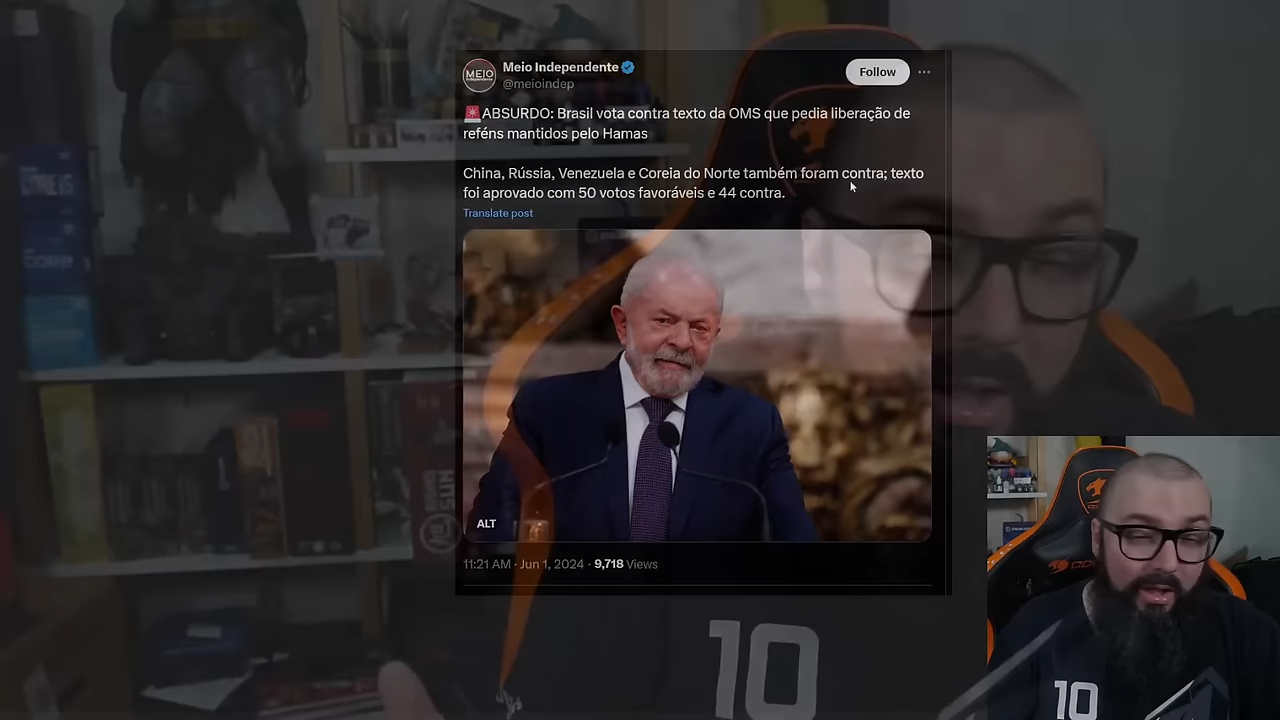 MEIO
Meio Independente
@meioindep
Follow
🚨ABSURDO: Brasil vota contra texto da OMS que pedia liberação de
reféns mantidos pelo Hamas
China, Rússia, Venezuela e Coreia do Norte também foram contra; texto
foi aprovado com 50 votos favoráveis e 44 contra.
Translate post
ALT
11:21 AM · Jun 1, 2024 · 9,718 Views
10
10